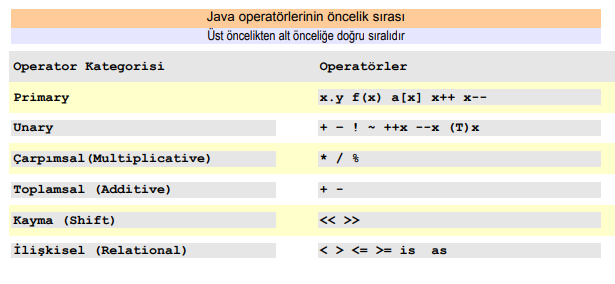 Java operatörlerinin öncelik sırası
Üst öncelikten alt önceliğe doğru sıralıdır
Operator Kategorisi Operatörler
Primary x.y f(x) a[x] x++ x--
Unary + - ! ~ ++x --x (T)x
Çarpımsal(Multiplicative) * / %
Toplamsal (Additive) + -
Kayma (Shift) << >>
İlişkisel (Relational) < > <= >= is as